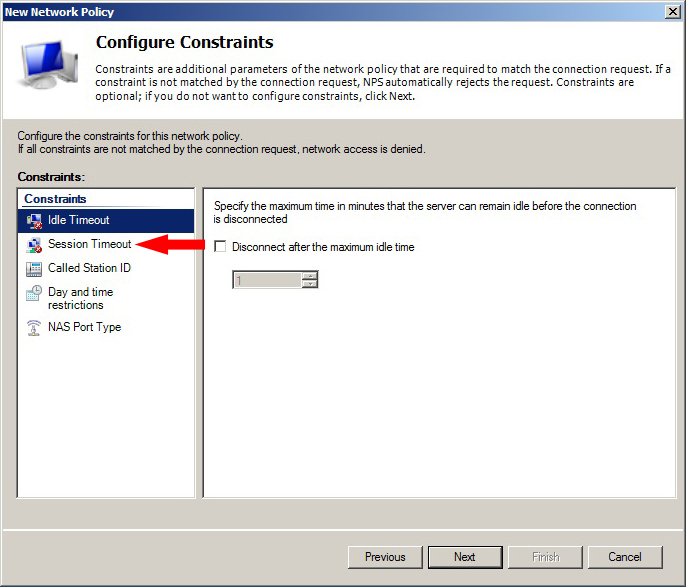 New Network Policy
Configure Constraints
Constraints are additional parameters of the network policy that are required to match the connection request. If a
constraint is not matched by the connection request, NPS automatically rejects the request. Constraints are
optional; if you do not want to configure constraints, click Next.
Configure the constraints for this network policy.
If all constraints are not matched by the connection request, network access is denied.
Constraints:
Constraints
Idle Timeout
Session Timeout
Called Station ID
Day and time
restrictions
NAS Port Type
Specify the maximum time in minutes that the server can remain idle before the connection
is disconnected
Disconnect after the maximum idle time
1
Previous
Next
Finish
Cancel